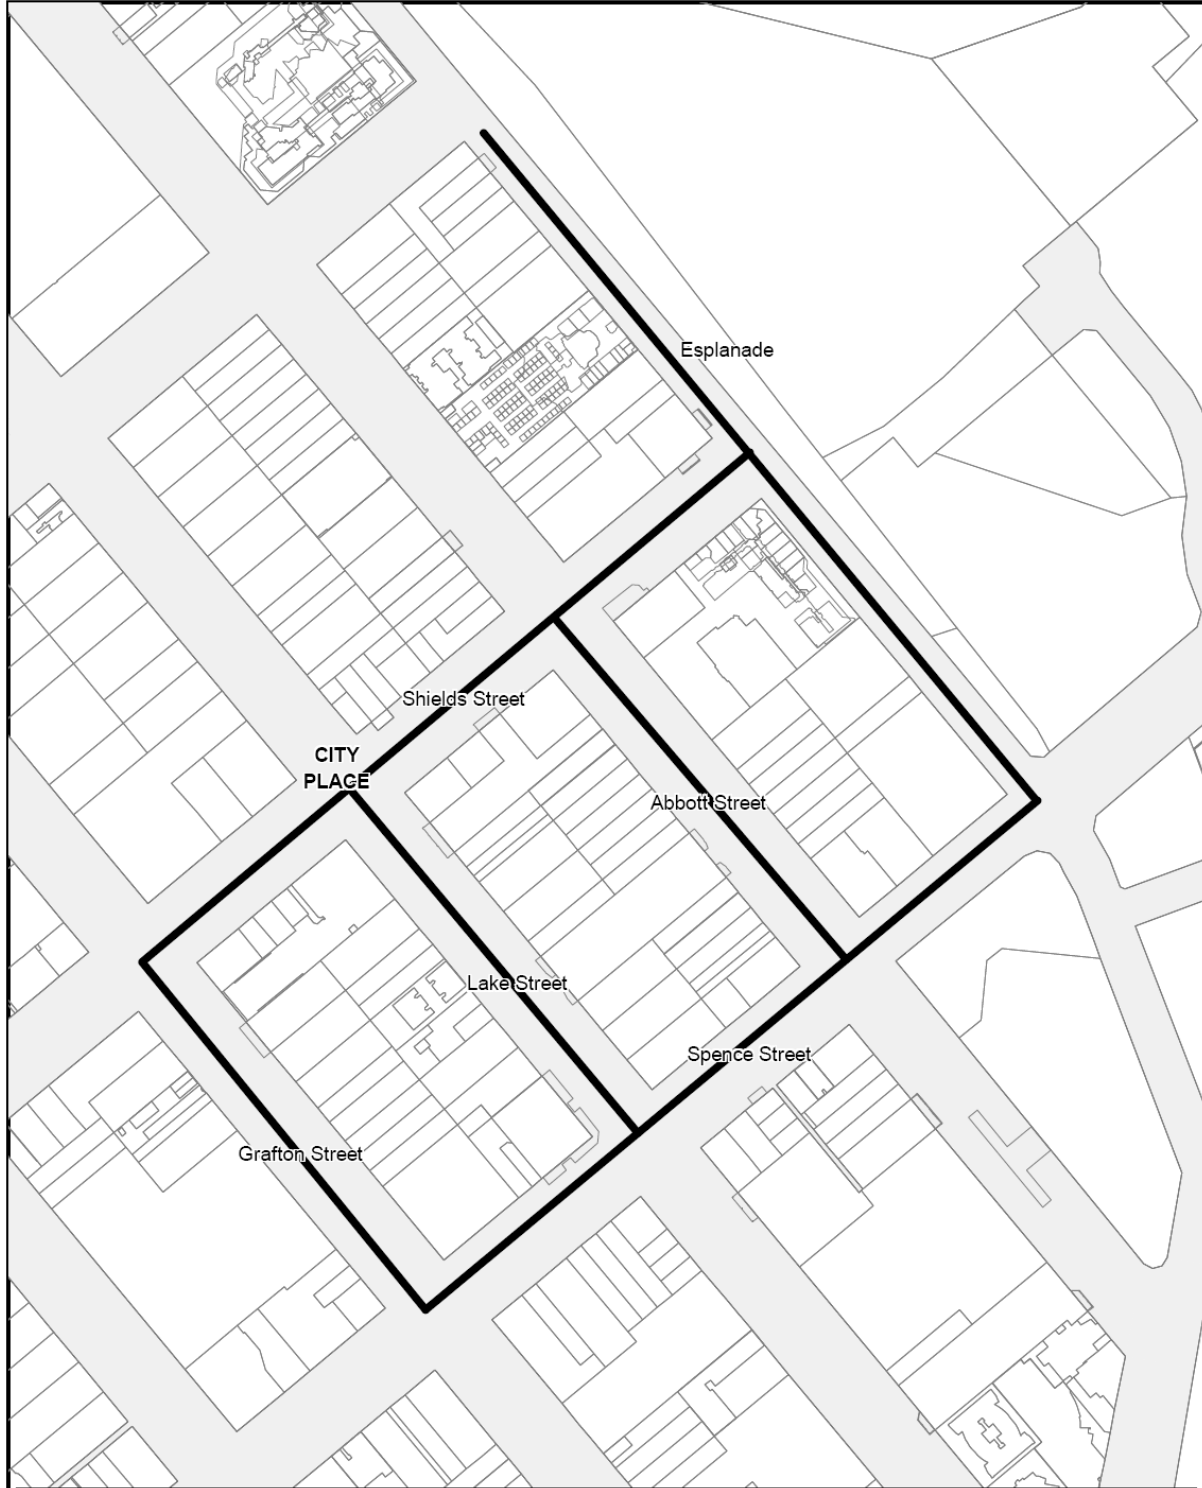 Esplanade
Shields Street
CITY
PLACE
Abbott Street
Lake Street
Spence Street
Grafton Street